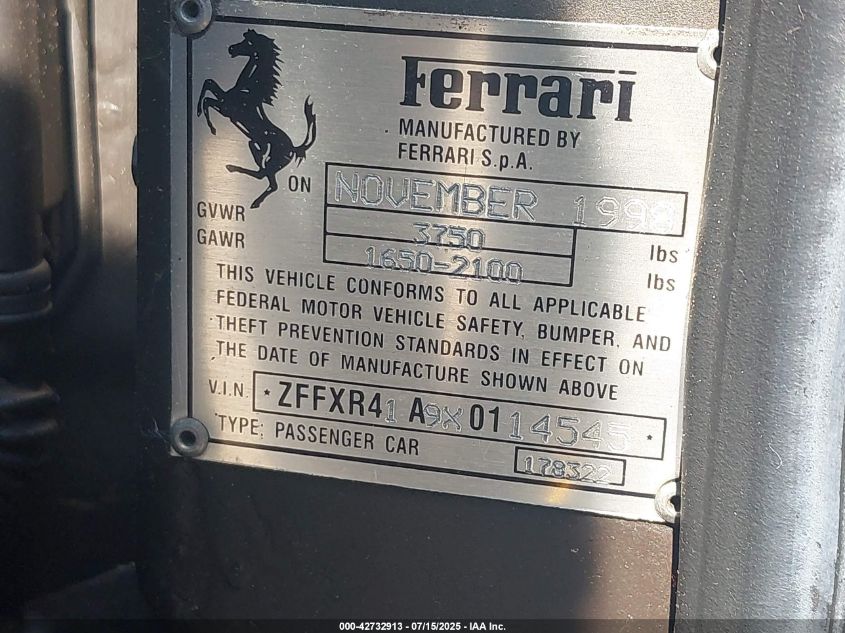 Ferrari
MANUFACTURED BY
FERRARI S.p.A.
ON NOVEMBER 1998
GVWR 3750 lbs
GAWR 1650-2100 lbs
THIS VEHICLE CONFORMS TO ALL APPLICABLE
FEDERAL MOTOR VEHICLE SAFETY, BUMPER, AND
THEFT PREVENTION STANDARDS IN EFFECT ON
THE DATE OF MANUFACTURE SHOWN ABOVE
V.I.N. *ZFFXR41A9X0114545*
TYPE: PASSENGER CAR 178322
000-42732913 - 07/15/2025 - IAA Inc.